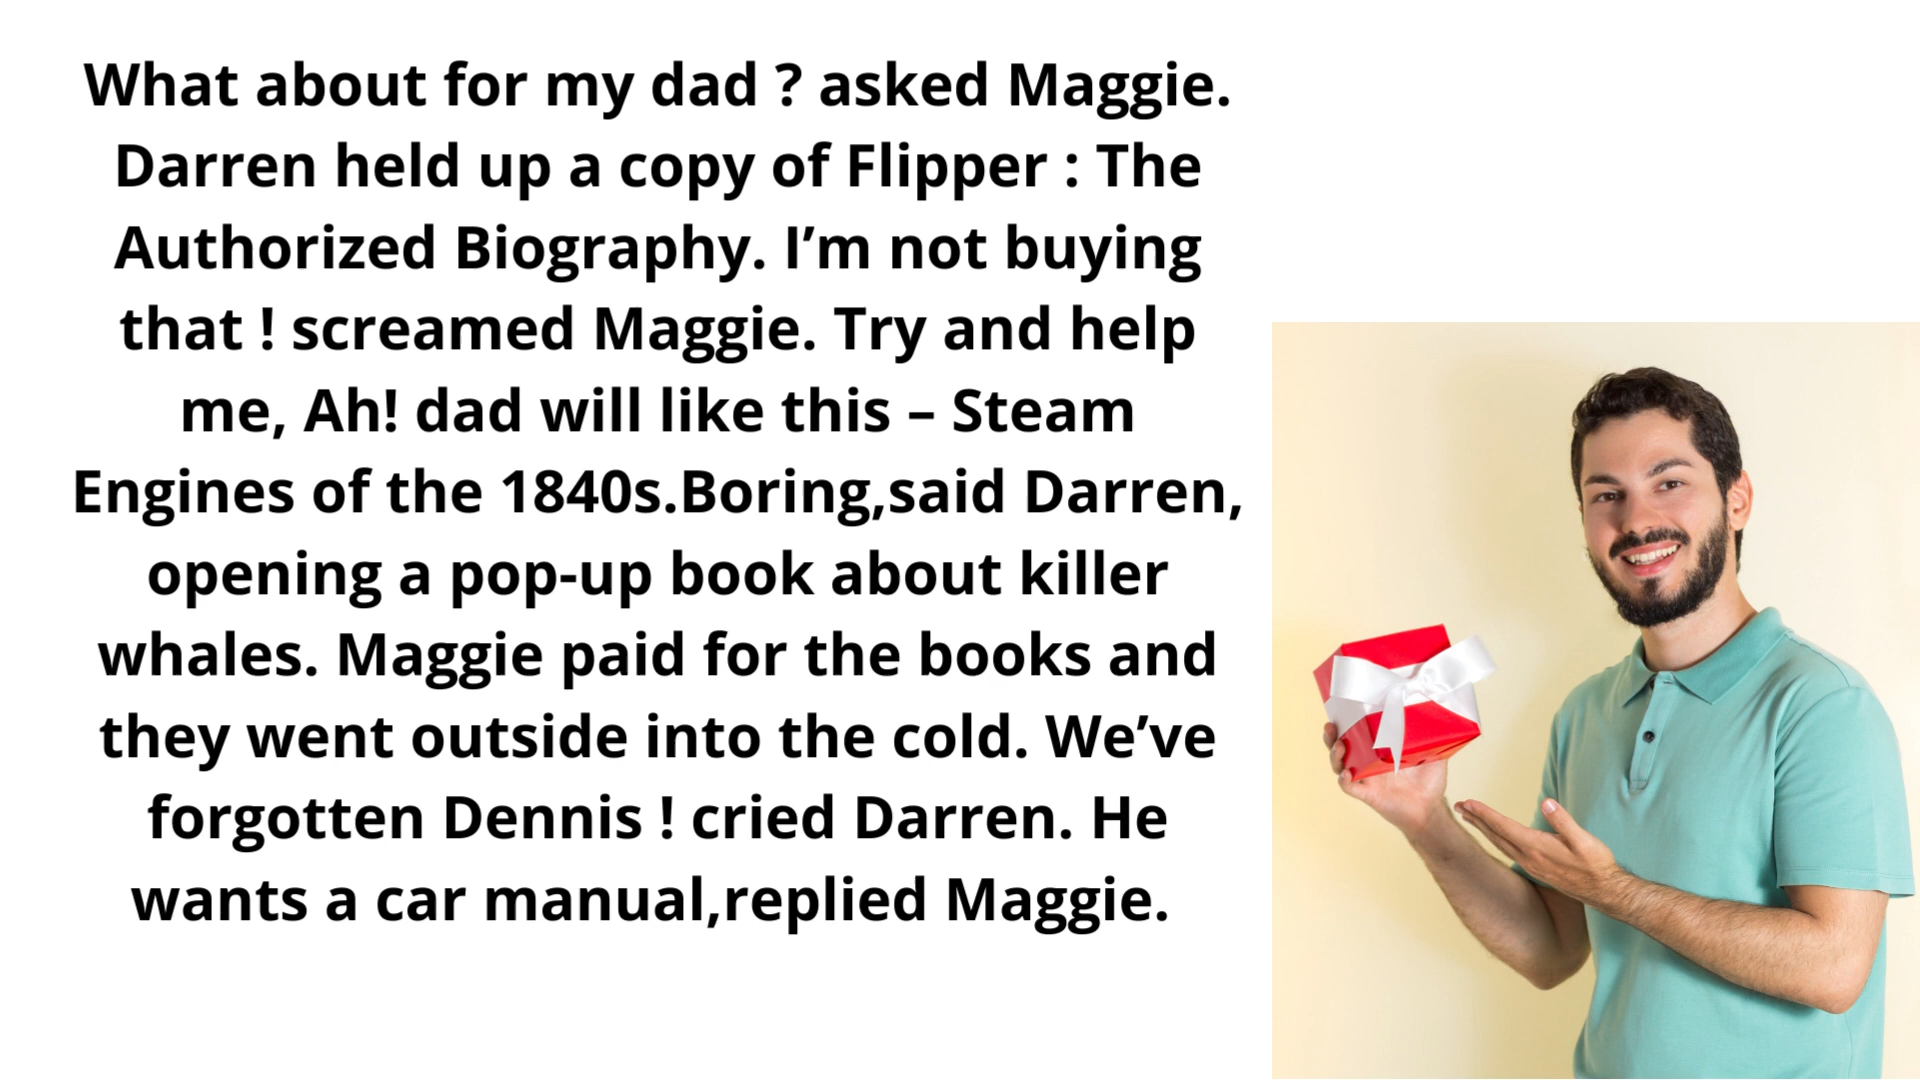 What about for my dad ? asked Maggie.
Darren held up a copy of Flipper : The
Authorized Biography. I’m not buying
that ! screamed Maggie. Try and help
me, Ah! dad will like this – Steam
Engines of the 1840s.Boring,said Darren,
opening a pop-up book about killer
whales. Maggie paid for the books and
they went outside into the cold. We’ve
forgotten Dennis ! cried Darren. He
wants a car manual,replied Maggie.